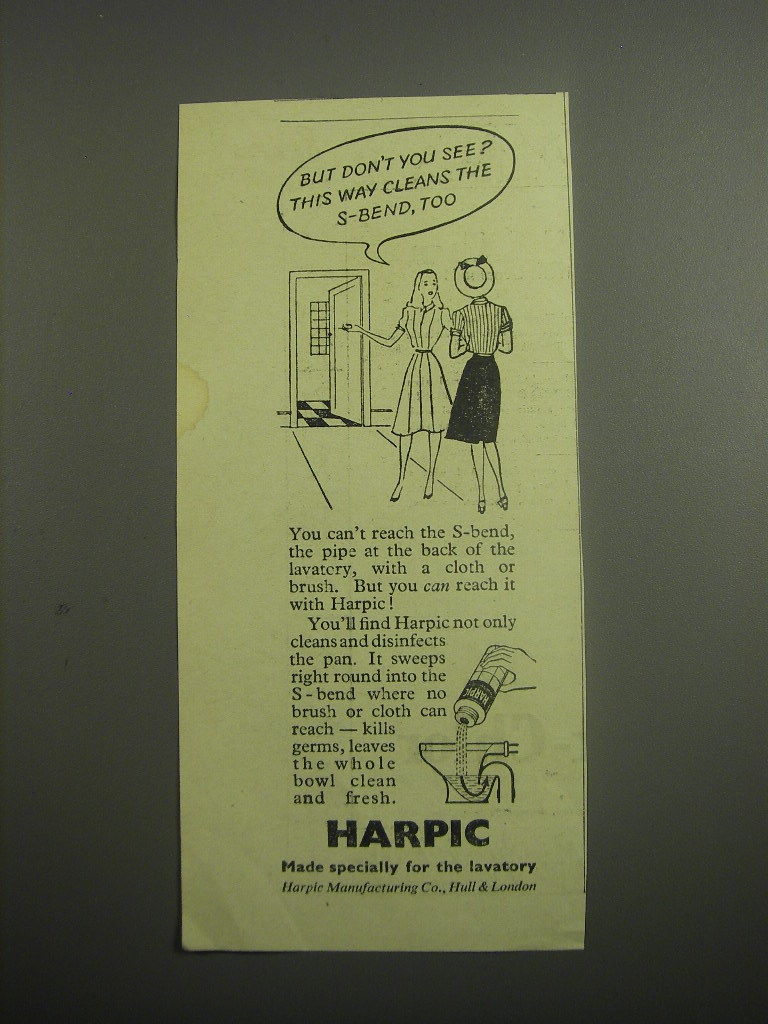 BUT DON'T YOU SEE?
THIS WAY CLEANS THE
S-BEND, TOO
You can't reach the S-bend,
the pipe at the back of the
lavatory, with a cloth or
brush. But you can reach it
with Harpic!
You'll find Harpic not only
cleans and disinfects
the pan. It sweeps
right round into the
S-bend where no
brush or cloth can
reach — kills
germs, leaves
the whole
bowl clean
and fresh.
HARPIC
HARPIC
Made specially for the lavatory
Harpic Manufacturing Co., Hull & London